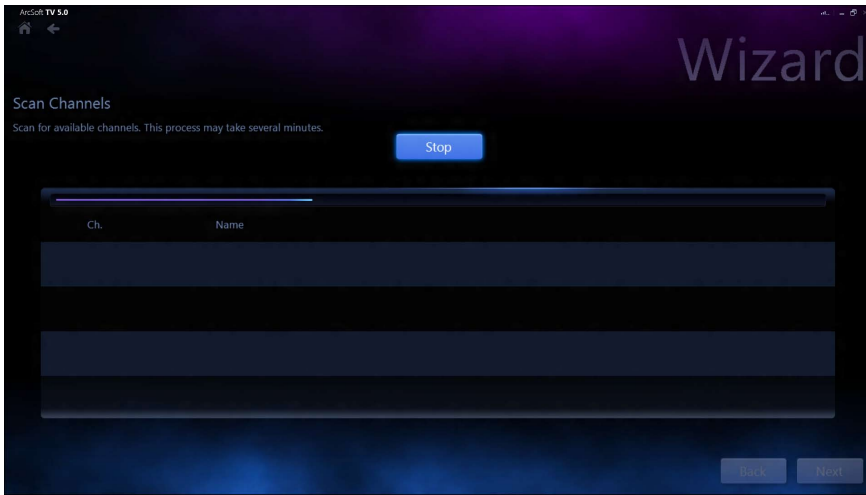 ArcSoft TV 5.0
Wizard
Scan Channels
Scan for available channels. This process may take several minutes.
Stop
Ch. Name
Back Next